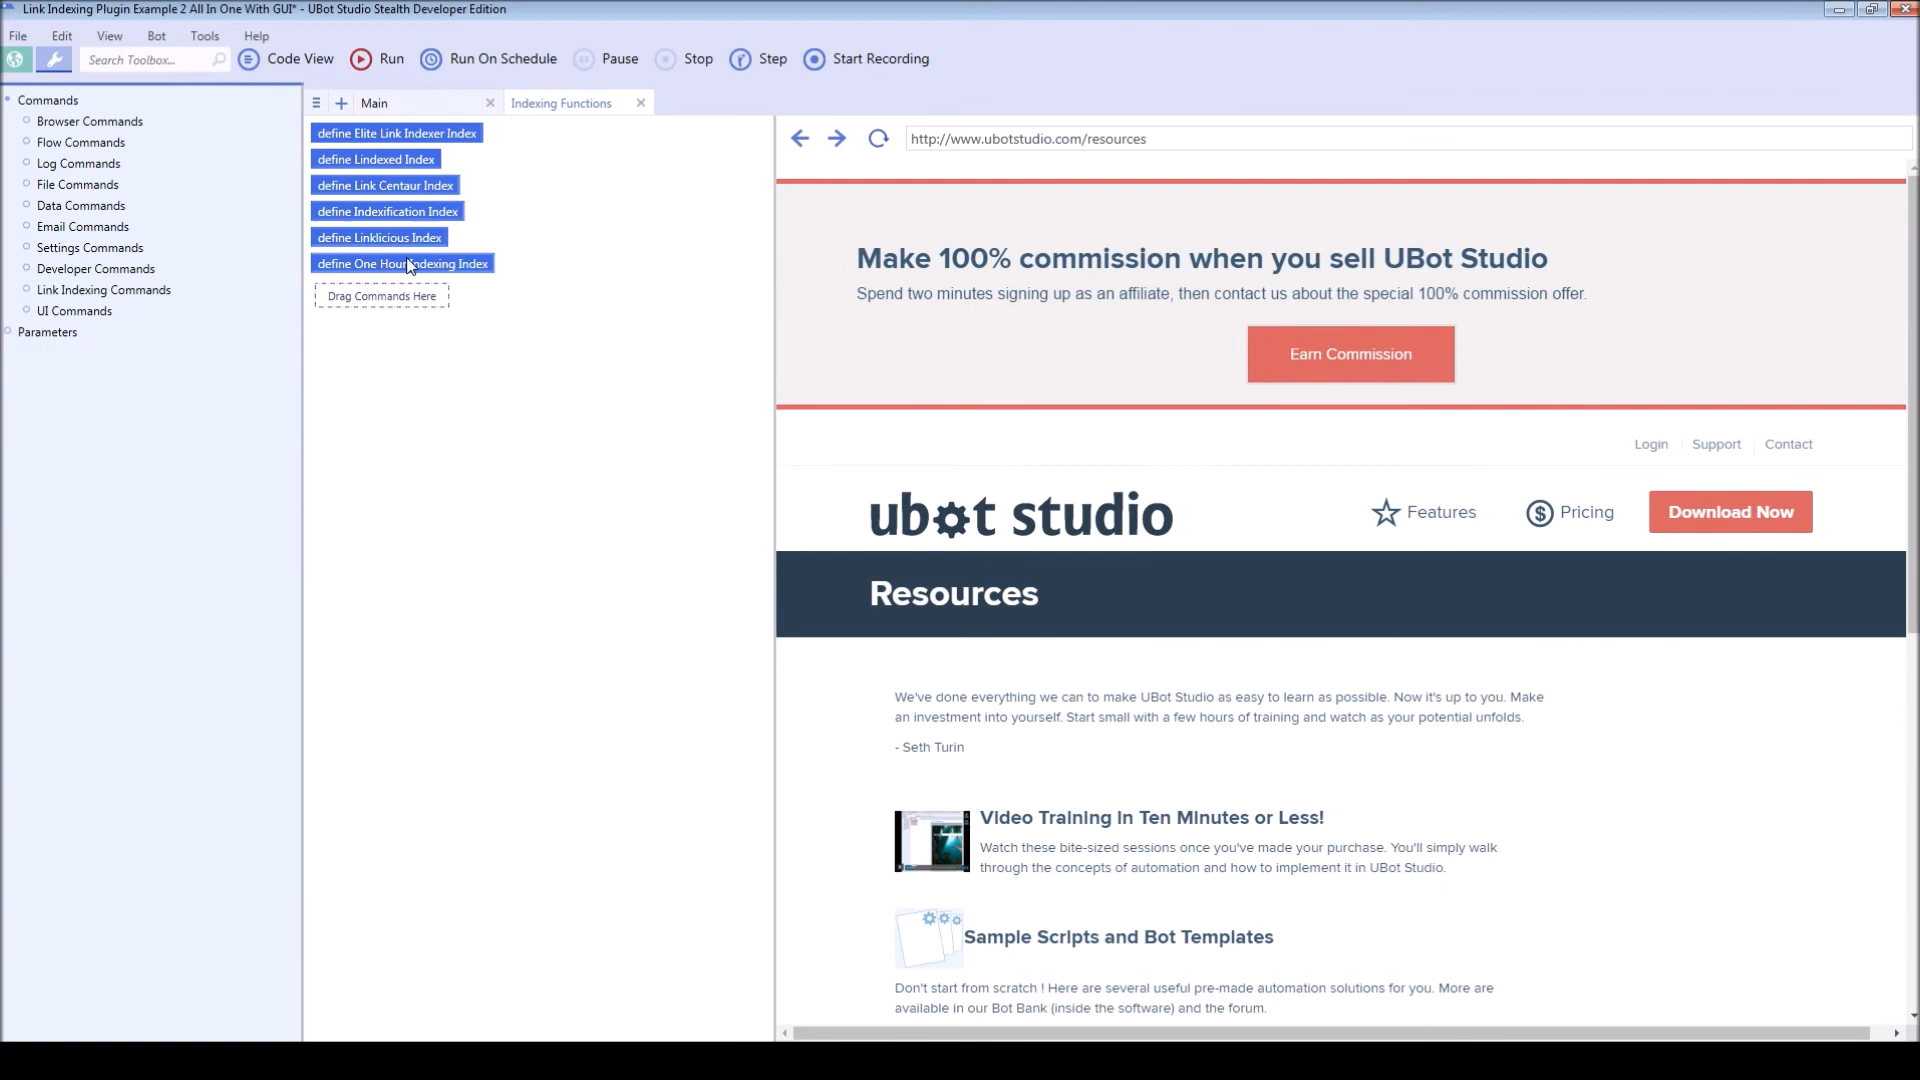 Link Indexing Plugin Example 2 All In One With GUI* - UBot Studio Stealth Developer Edition
File Edit View Bot Tools Help
Search Toolbox... Code View Run Run On Schedule Pause Stop Step Start Recording
Commands
Browser Commands
Flow Commands
Log Commands
File Commands
Data Commands
Email Commands
Settings Commands
Developer Commands
Link Indexing Commands
UI Commands
Parameters
Main Indexing Functions
define Elite Link Indexer Index
define Lindexed Index
define Link Centaur Index
define Indexification Index
define Linklicious Index
define One Hour Indexing Index
Drag Commands Here
http://www.ubotstudio.com/resources
Make 100% commission when you sell UBot Studio
Spend two minutes signing up as an affiliate, then contact us about the special 100% commission offer.
Earn Commission
Login Support Contact
ubot studio Features Pricing Download Now
Resources
We've done everything we can to make UBot Studio as easy to learn as possible. Now it's up to you. Make
an investment into yourself. Start small with a few hours of training and watch as your potential unfolds.
- Seth Turin
Video Training in Ten Minutes or Less!
Watch these bite-sized sessions once you've made your purchase. You'll simply walk
through the concepts of automation and how to implement it in UBot Studio.
Sample Scripts and Bot Templates
Don't start from scratch ! Here are several useful pre-made automation solutions for you. More are
available in our Bot Bank (inside the software) and the forum.